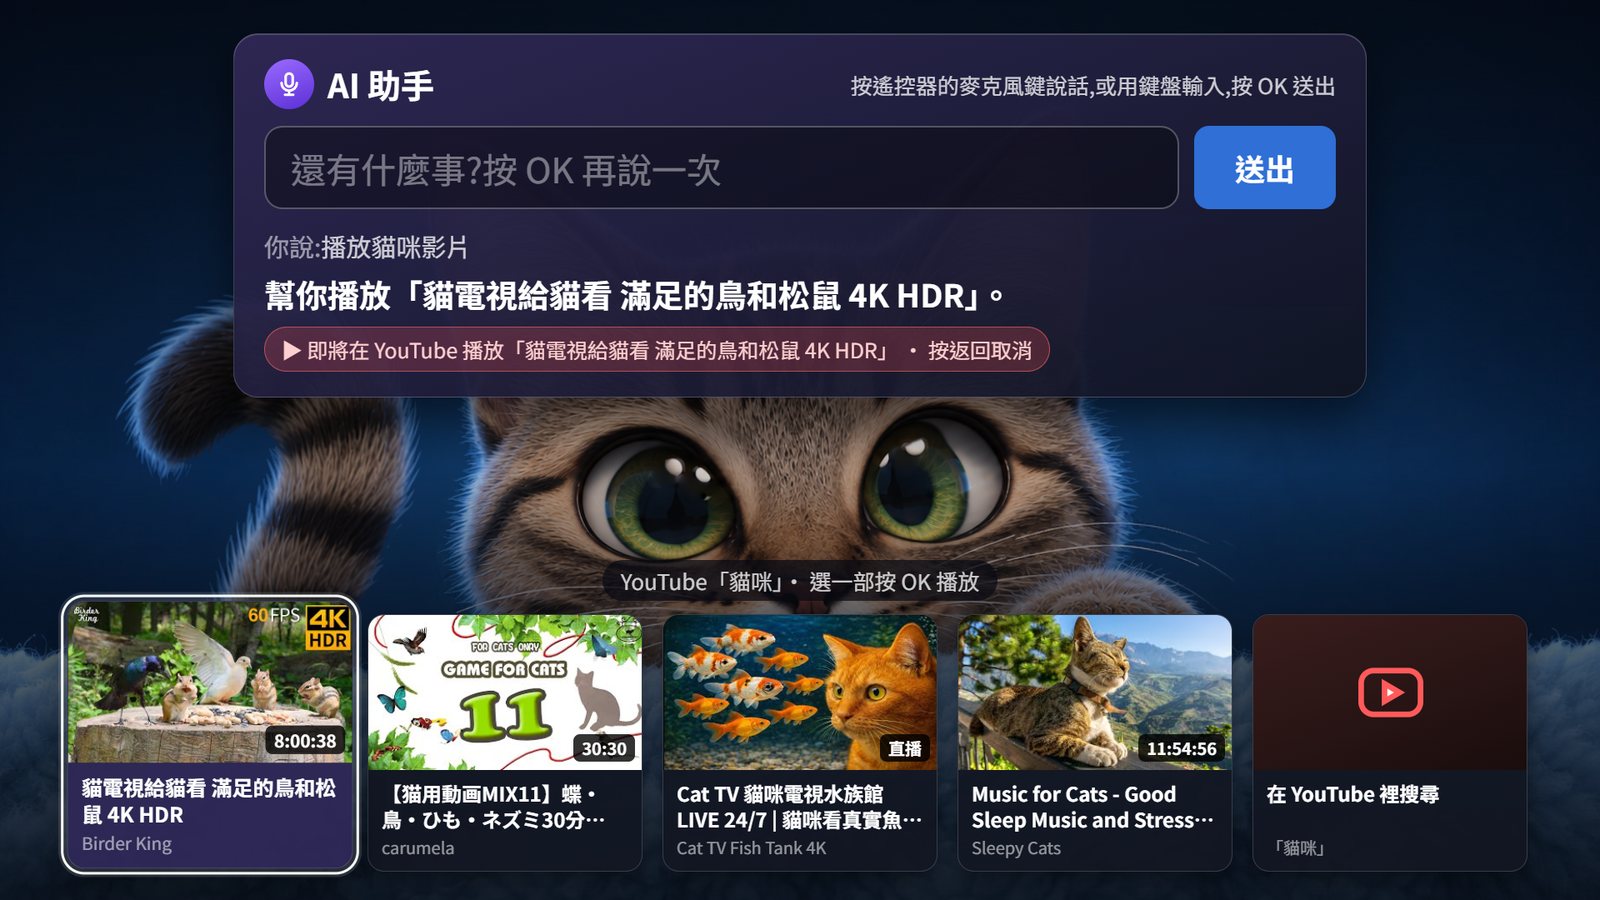 AI 助手
按遙控器的麥克風鍵說話,或用鍵盤輸入,按 OK 送出
還有什麼事?按 OK 再說一次
送出
你說:播放貓咪影片
幫你播放「貓電視給貓看 滿足的鳥和松鼠 4K HDR」。
▶ 即將在 YouTube 播放「貓電視給貓看 滿足的鳥和松鼠 4K HDR」 · 按返回取消
YouTube「貓咪」· 選一部按 OK 播放
Birder King
60FPS
4K
HDR
8:00:38
貓電視給貓看 滿足的鳥和松
鼠 4K HDR
Birder King
FOR CATS ONLY
GAME FOR CATS
11
30:30
【猫用動画MIX11】蝶・
鳥・ひも・ネズミ30分…
carumela
直播
Cat TV 貓咪電視水族館
LIVE 24/7 | 貓咪看真實魚…
Cat TV Fish Tank 4K
11:54:56
Music for Cats - Good
Sleep Music and Stress…
Sleepy Cats
在 YouTube 裡搜尋
「貓咪」